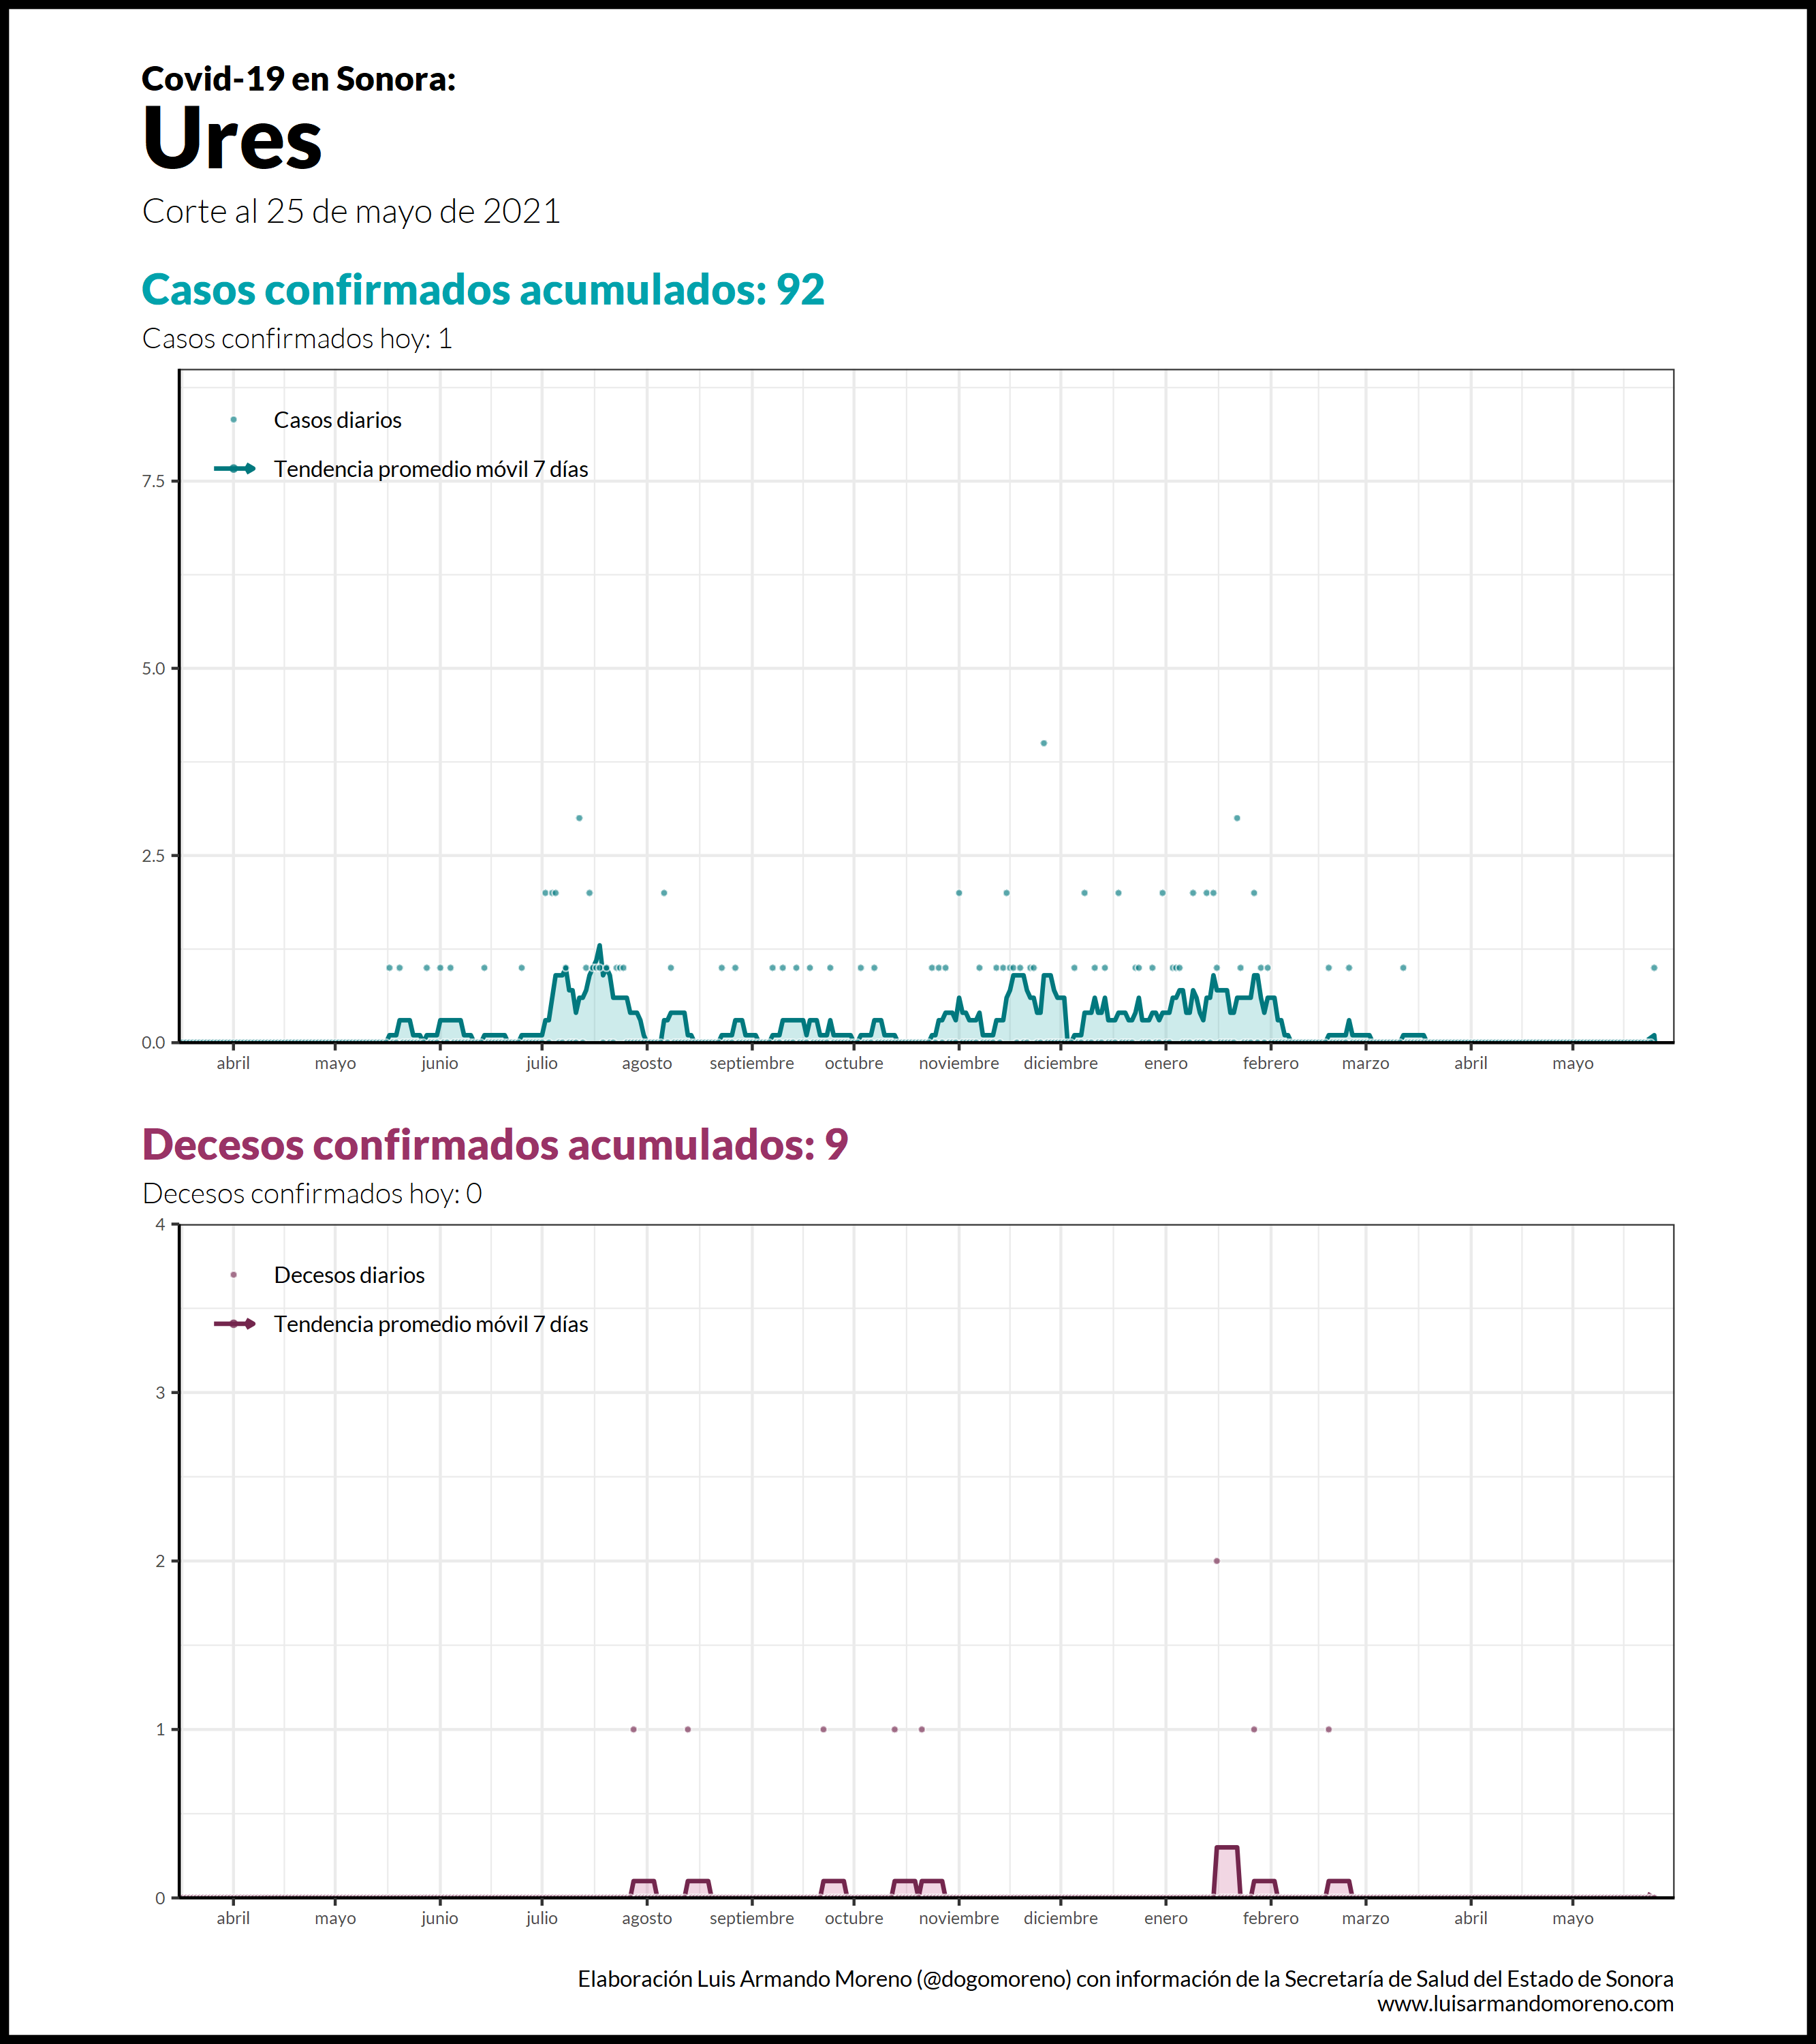 Covid-19 en Sonora:
Ures
Corte al 25 de mayo de 2021
Casos confirmados acumulados: 92
Casos confirmados hoy: 1
Casos diarios
Tendencia promedio móvil 7 días
7.5
5.0
2.5
0.0
abril mayo junio julio agosto septiembre octubre noviembre diciembre enero febrero marzo abril mayo
Decesos confirmados acumulados: 9
Decesos confirmados hoy: 0
4
Decesos diarios
Tendencia promedio móvil 7 días
3
2
1
0
abril mayo junio julio agosto septiembre octubre noviembre diciembre enero febrero marzo abril mayo
Elaboración Luis Armando Moreno (@dogomoreno) con información de la Secretaría de Salud del Estado de Sonora
www.luisarmandomoreno.com